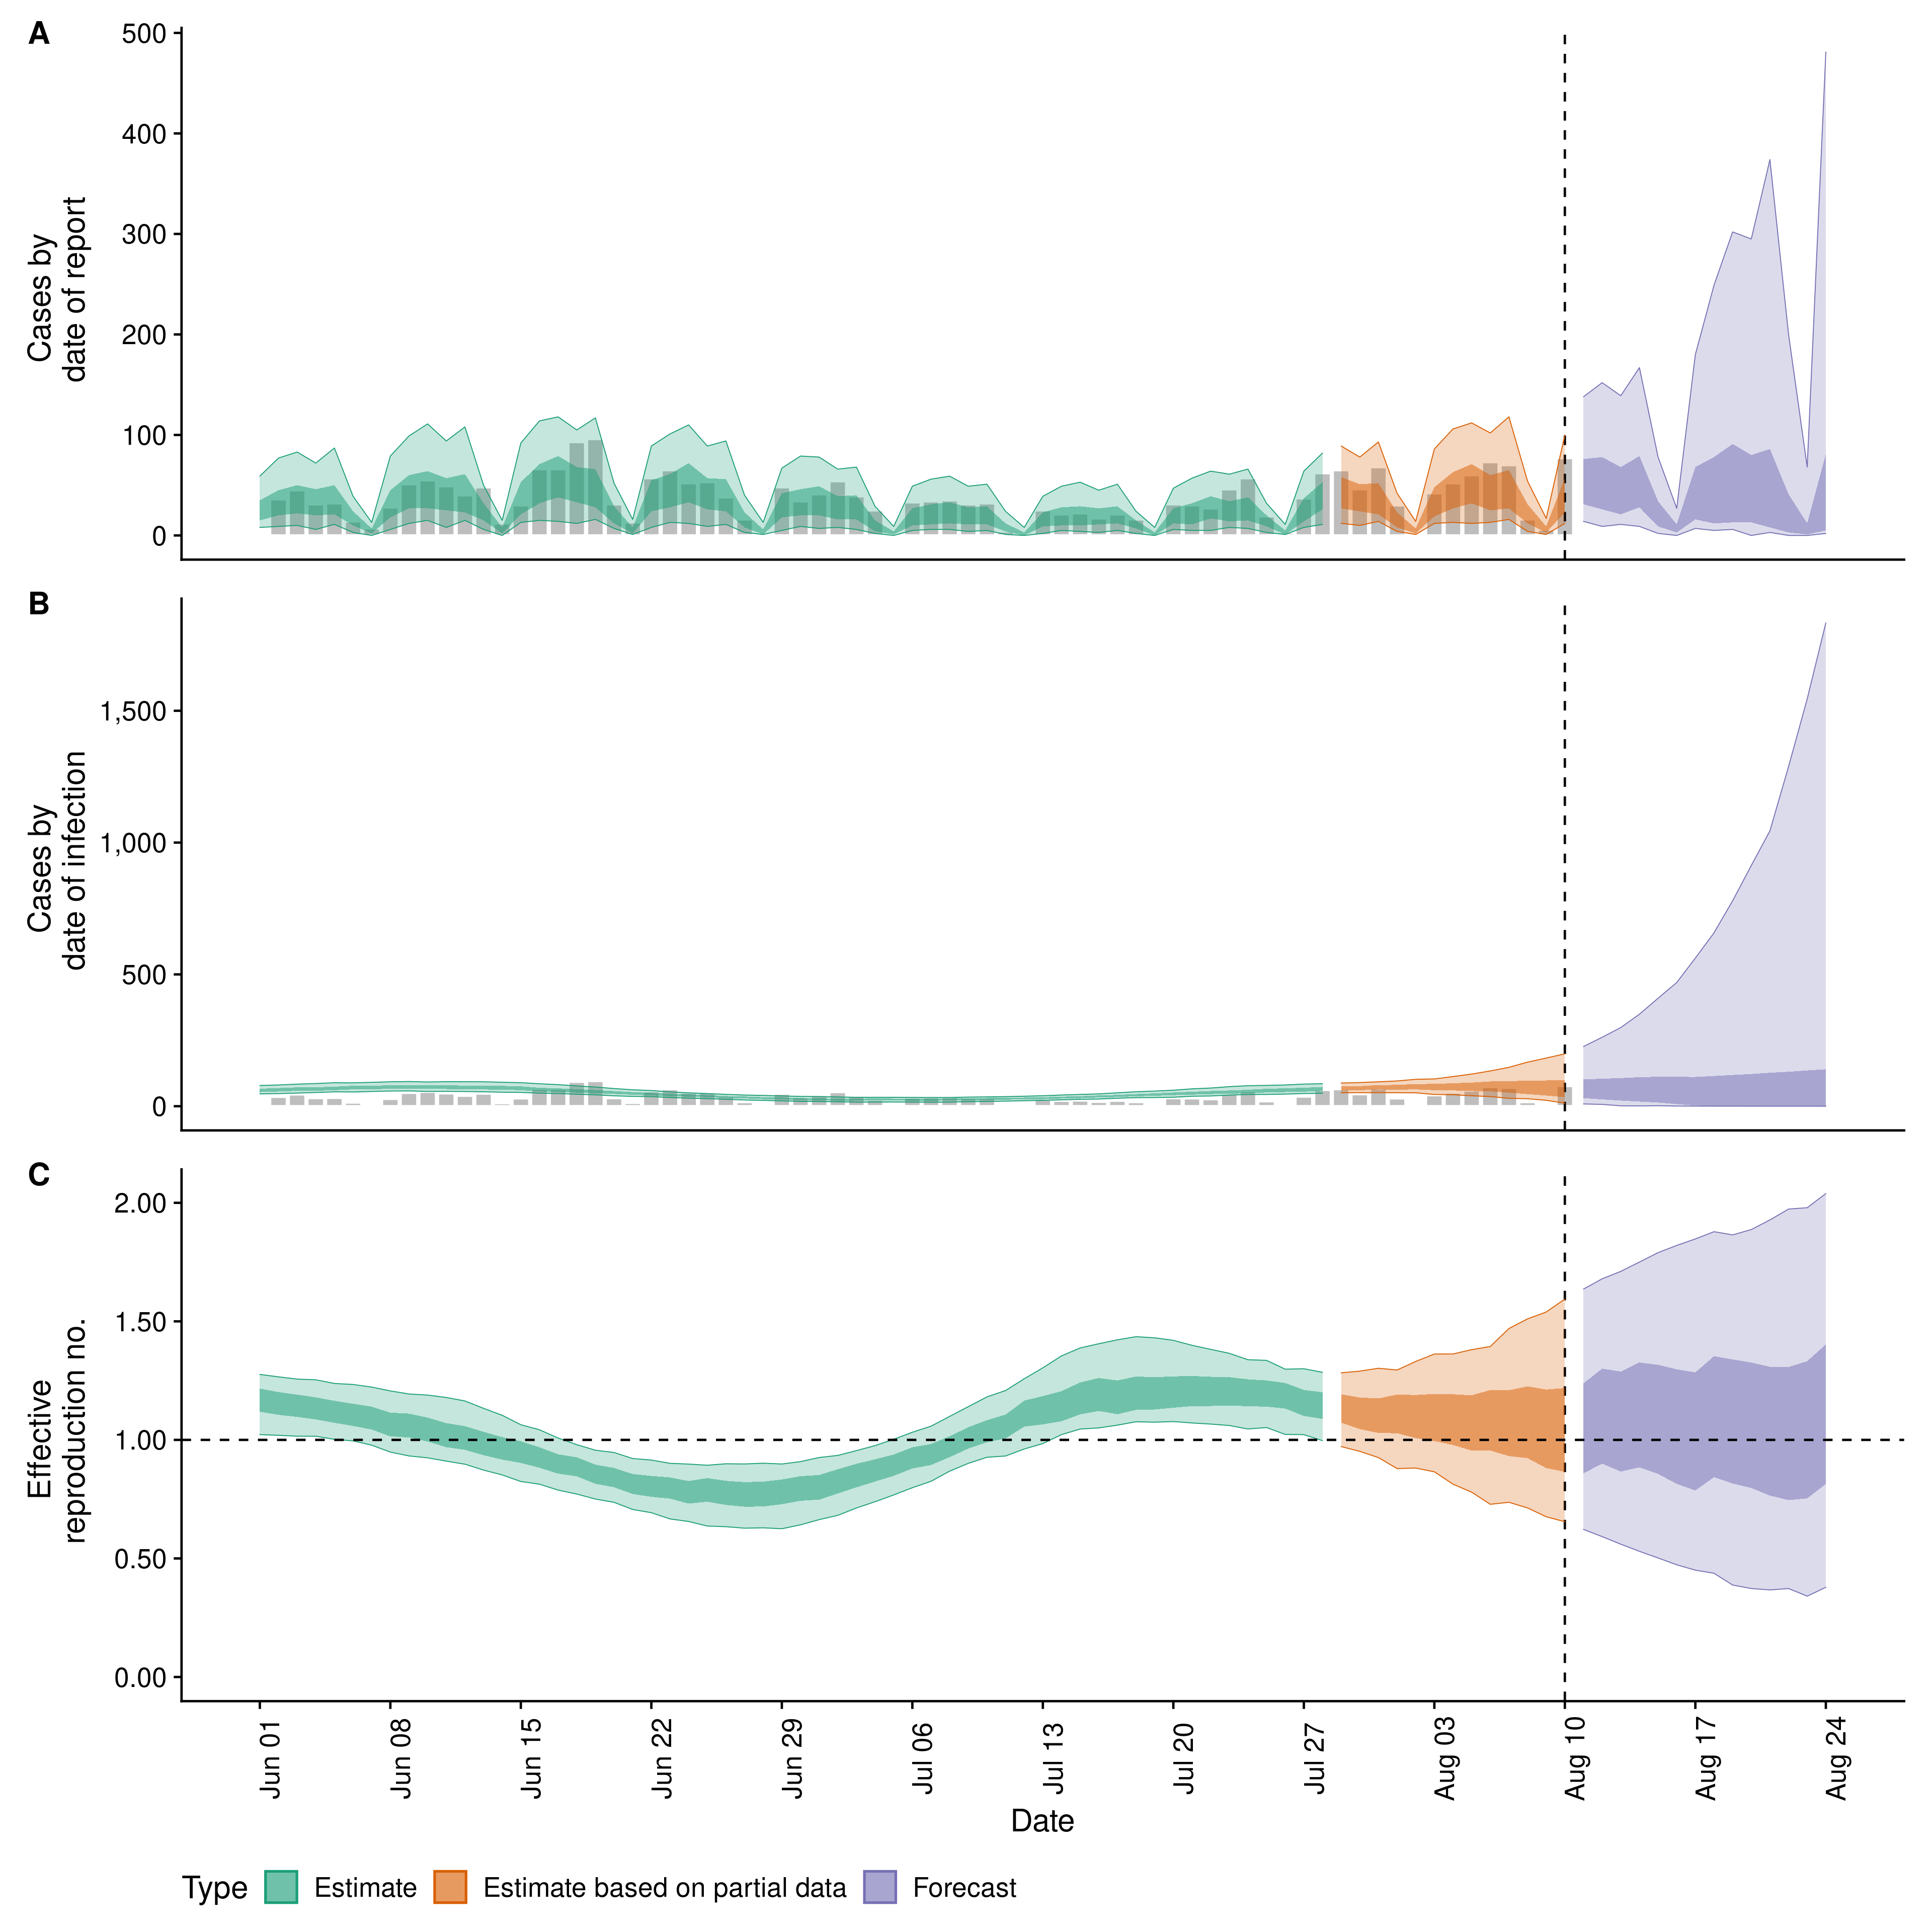 A
500
400
300
200
100
0
Cases by
date of report
B
1,500
1,000
500
0
Cases by
date of infection
C
2.00
1.50
1.00
0.50
0.00
Effective
reproduction no.
Jun 01
Jun 08
Jun 15
Jun 22
Jun 29
Jul 06
Jul 13
Jul 20
Jul 27
Aug 03
Aug 10
Aug 17
Aug 24
Date
Type Estimate Estimate based on partial data Forecast